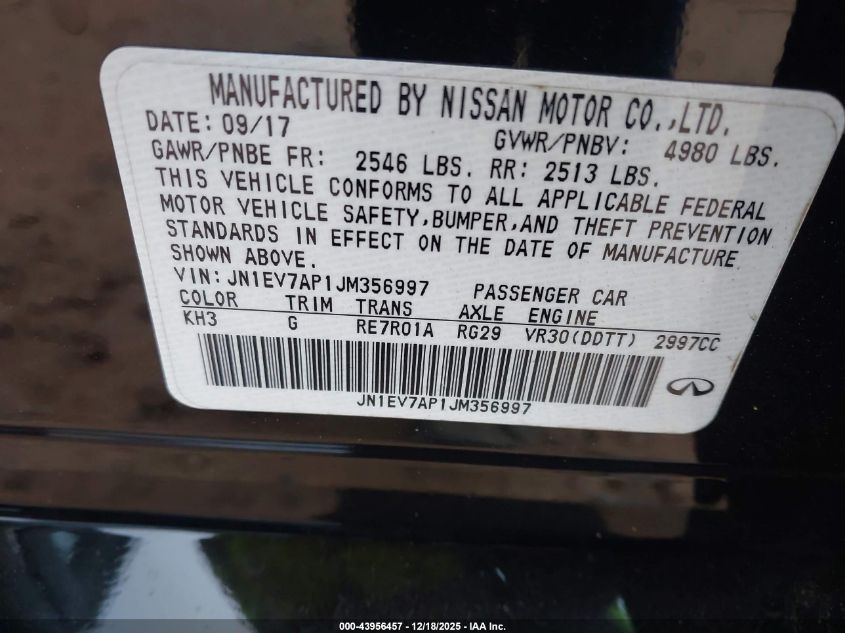 MANUFACTURED BY NISSAN MOTOR CO.,LTD.
DATE: 09/17 GVWR/PNBV: 4980 LBS.
GAWR/PNBE FR: 2546 LBS. RR: 2513 LBS.
THIS VEHICLE CONFORMS TO ALL APPLICABLE FEDERAL
MOTOR VEHICLE SAFETY,BUMPER,AND THEFT PREVENTION
STANDARDS IN EFFECT ON THE DATE OF MANUFACTURE
SHOWN ABOVE.
VIN: JN1EV7AP1JM356997 PASSENGER CAR
COLOR TRIM TRANS AXLE ENGINE
KH3 G RE7R01A RG29 VR30(DDTT) 2997CC
JN1EV7AP1JM356997
000-43956457 - 12/18/2025 - IAA Inc.